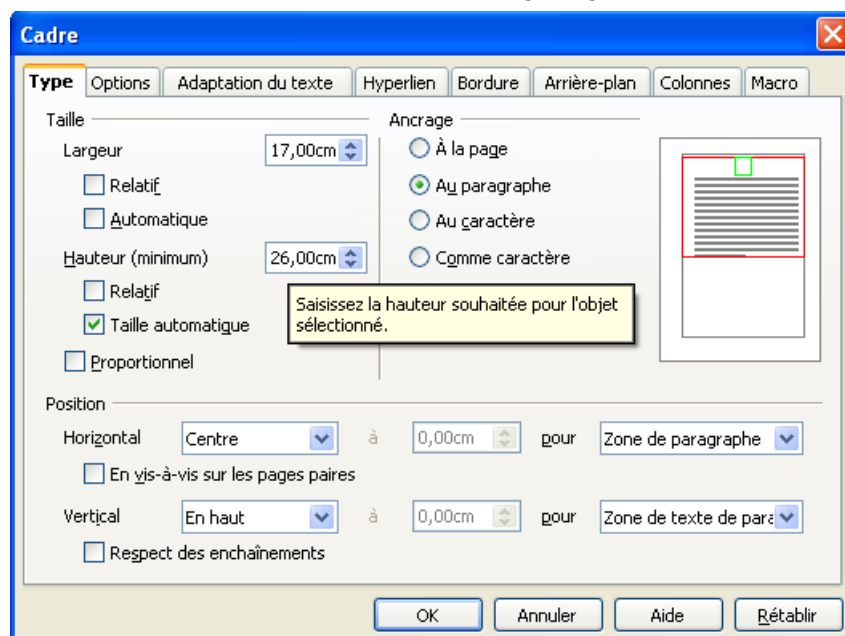 Cadre
Type Options Adaptation du texte Hyperlien Bordure Arrière-plan Colonnes Macro
Taille Ancrage
Largeur 17,00cm À la page
Relatif Au paragraphe
Automatique Au caractère
Hauteur (minimum) 26,00cm Comme caractère
Relatif
Saisissez la hauteur souhaitée pour l'objet
Taille automatique sélectionné.
Proportionnel
Position
Horizontal Centre à 0,00cm pour Zone de paragraphe
En vis-à-vis sur les pages paires
Vertical En haut à 0,00cm pour Zone de texte de
Respect des enchaînements
OK Annuler Aide Rétablir